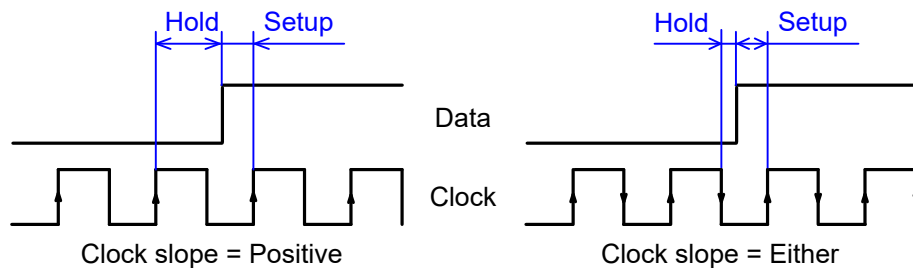 Hold Setup
Hold Setup
Data
Clock
Clock slope = Positive
Clock slope = Either